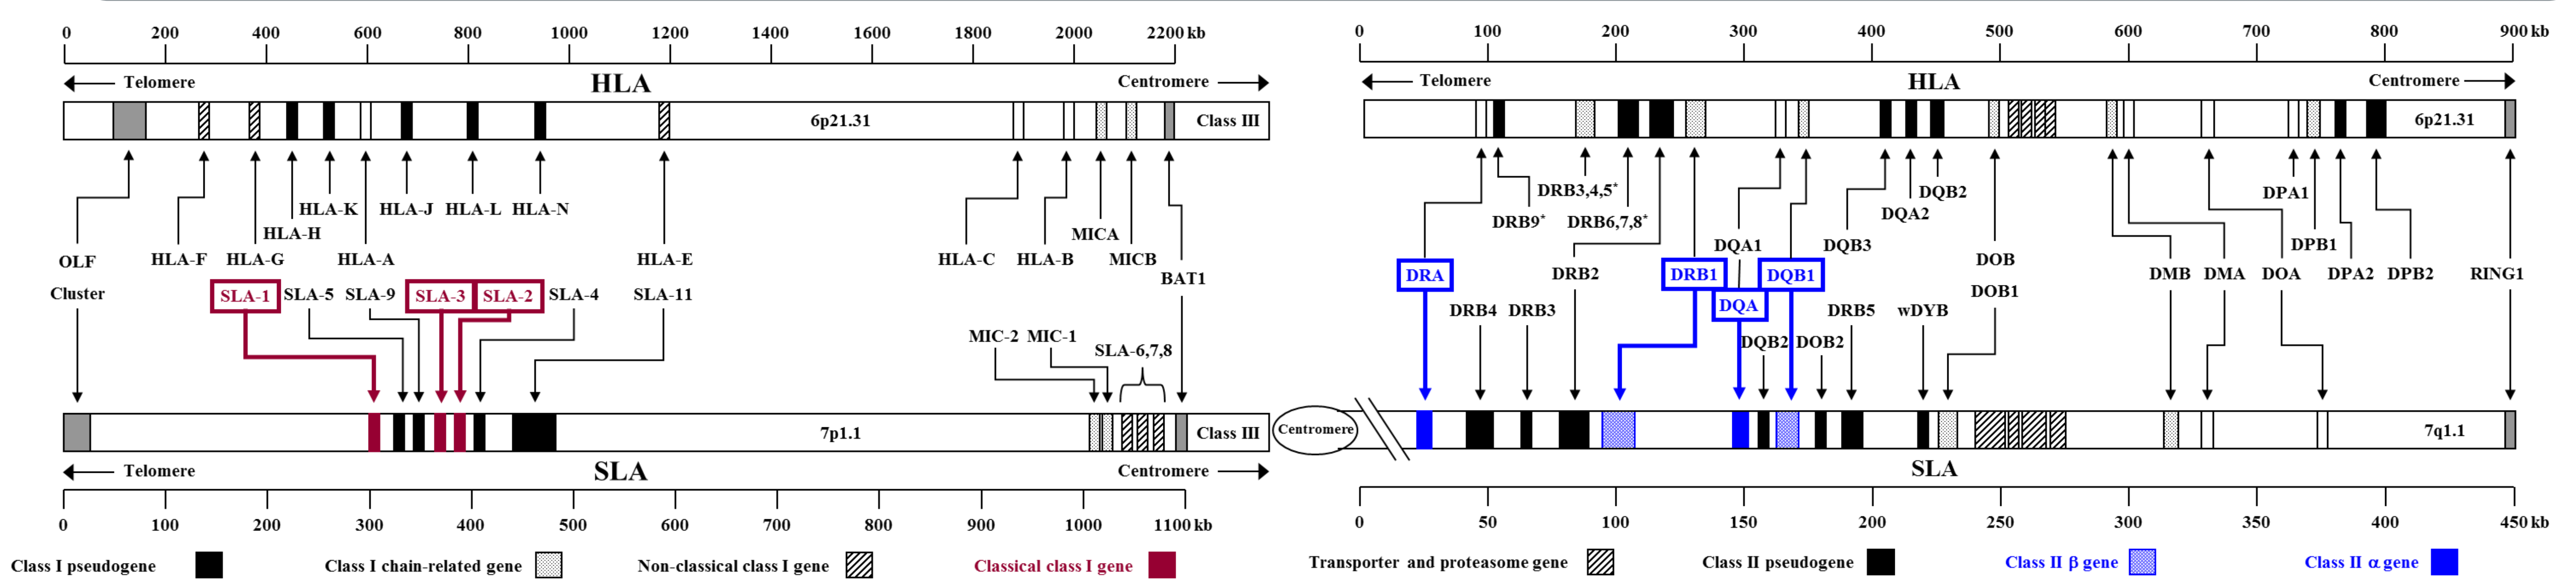 0 200 400 600 800 1000 1200 1400 1600 1800 2000 2200 kb
Telomere HLA Centromere
6p21.31 Class III
HLA-K HLA-J HLA-L HLA-N
HLA-H MICA
OLF HLA-F HLA-G HLA-A HLA-E HLA-C HLA-B MICB
BAT1
Cluster SLA-1 SLA-5 SLA-9 SLA-3 SLA-2 SLA-4 SLA-11
MIC-2 MIC-1
SLA-6,7,8
7p1.1 Class III
Telomere SLA Centromere
0 100 200 300 400 500 600 700 800 900 1000 1100 kb
Class I pseudogene Class I chain-related gene Non-classical class I gene Classical class I gene
0 100 200 300 400 500 600 700 800 900 kb
Telomere HLA Centromere
6p21.31
DRB3,4,5* DQB2 DPA1
DRB9* DRB6,7,8* DQA2
DQA1 DQB3 DPB1
DOB
DRA DRB2 DRB1 DQB1 DMB DMA DOA DPA2 DPB2 RING1
DOB1
DQA
DRB4 DRB3 DRB5 wDYB
DQB2 DOB2
Centromere 7q1.1
SLA
0 50 100 150 200 250 300 350 400 450 kb
Transporter and proteasome gene Class II pseudogene Class II β gene Class II α gene